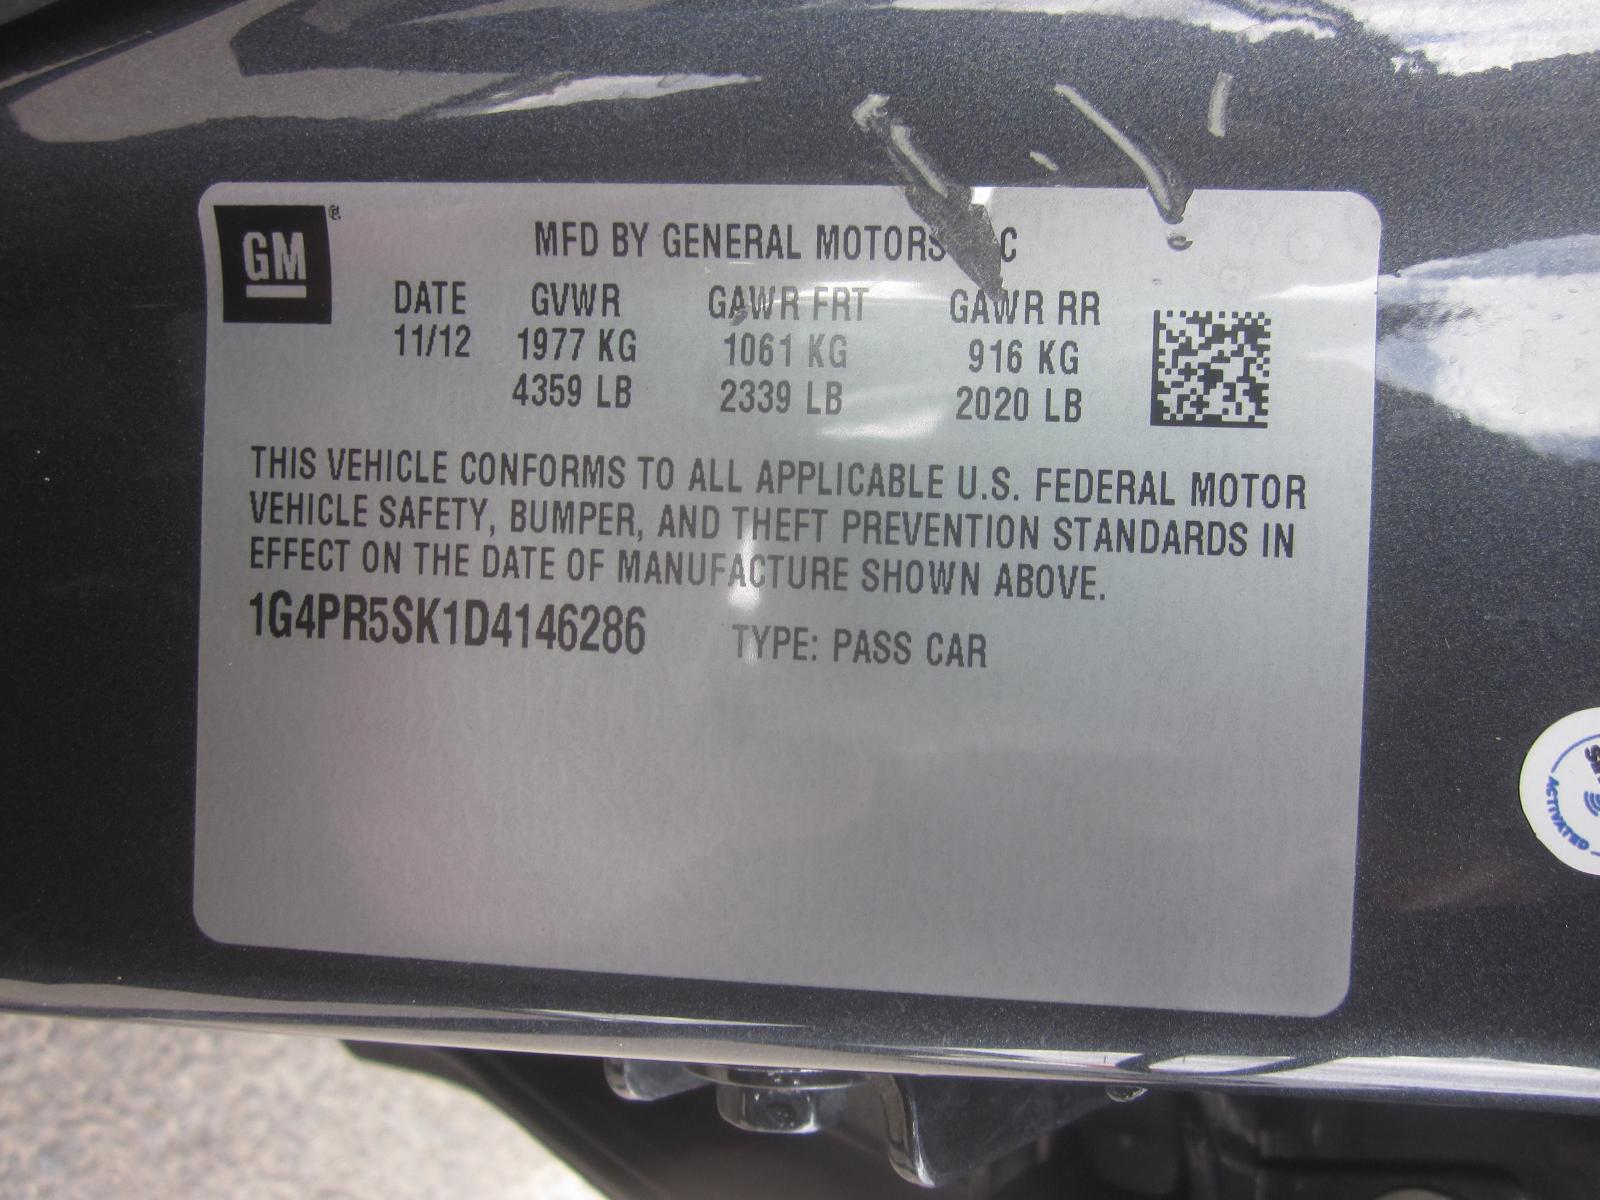 GM
MFD BY GENERAL MOTORS
DATE GVWR GAWR FRT GAWR RR
11/12 1977 KG 1061 KG 916 KG
4359 LB 2339 LB 2020 LB
THIS VEHICLE CONFORMS TO ALL APPLICABLE U.S. FEDERAL MOTOR
VEHICLE SAFETY, BUMPER, AND THEFT PREVENTION STANDARDS IN
EFFECT ON THE DATE OF MANUFACTURE SHOWN ABOVE.
1G4PR5SK1D4146286 TYPE: PASS CAR
ACTIVATED